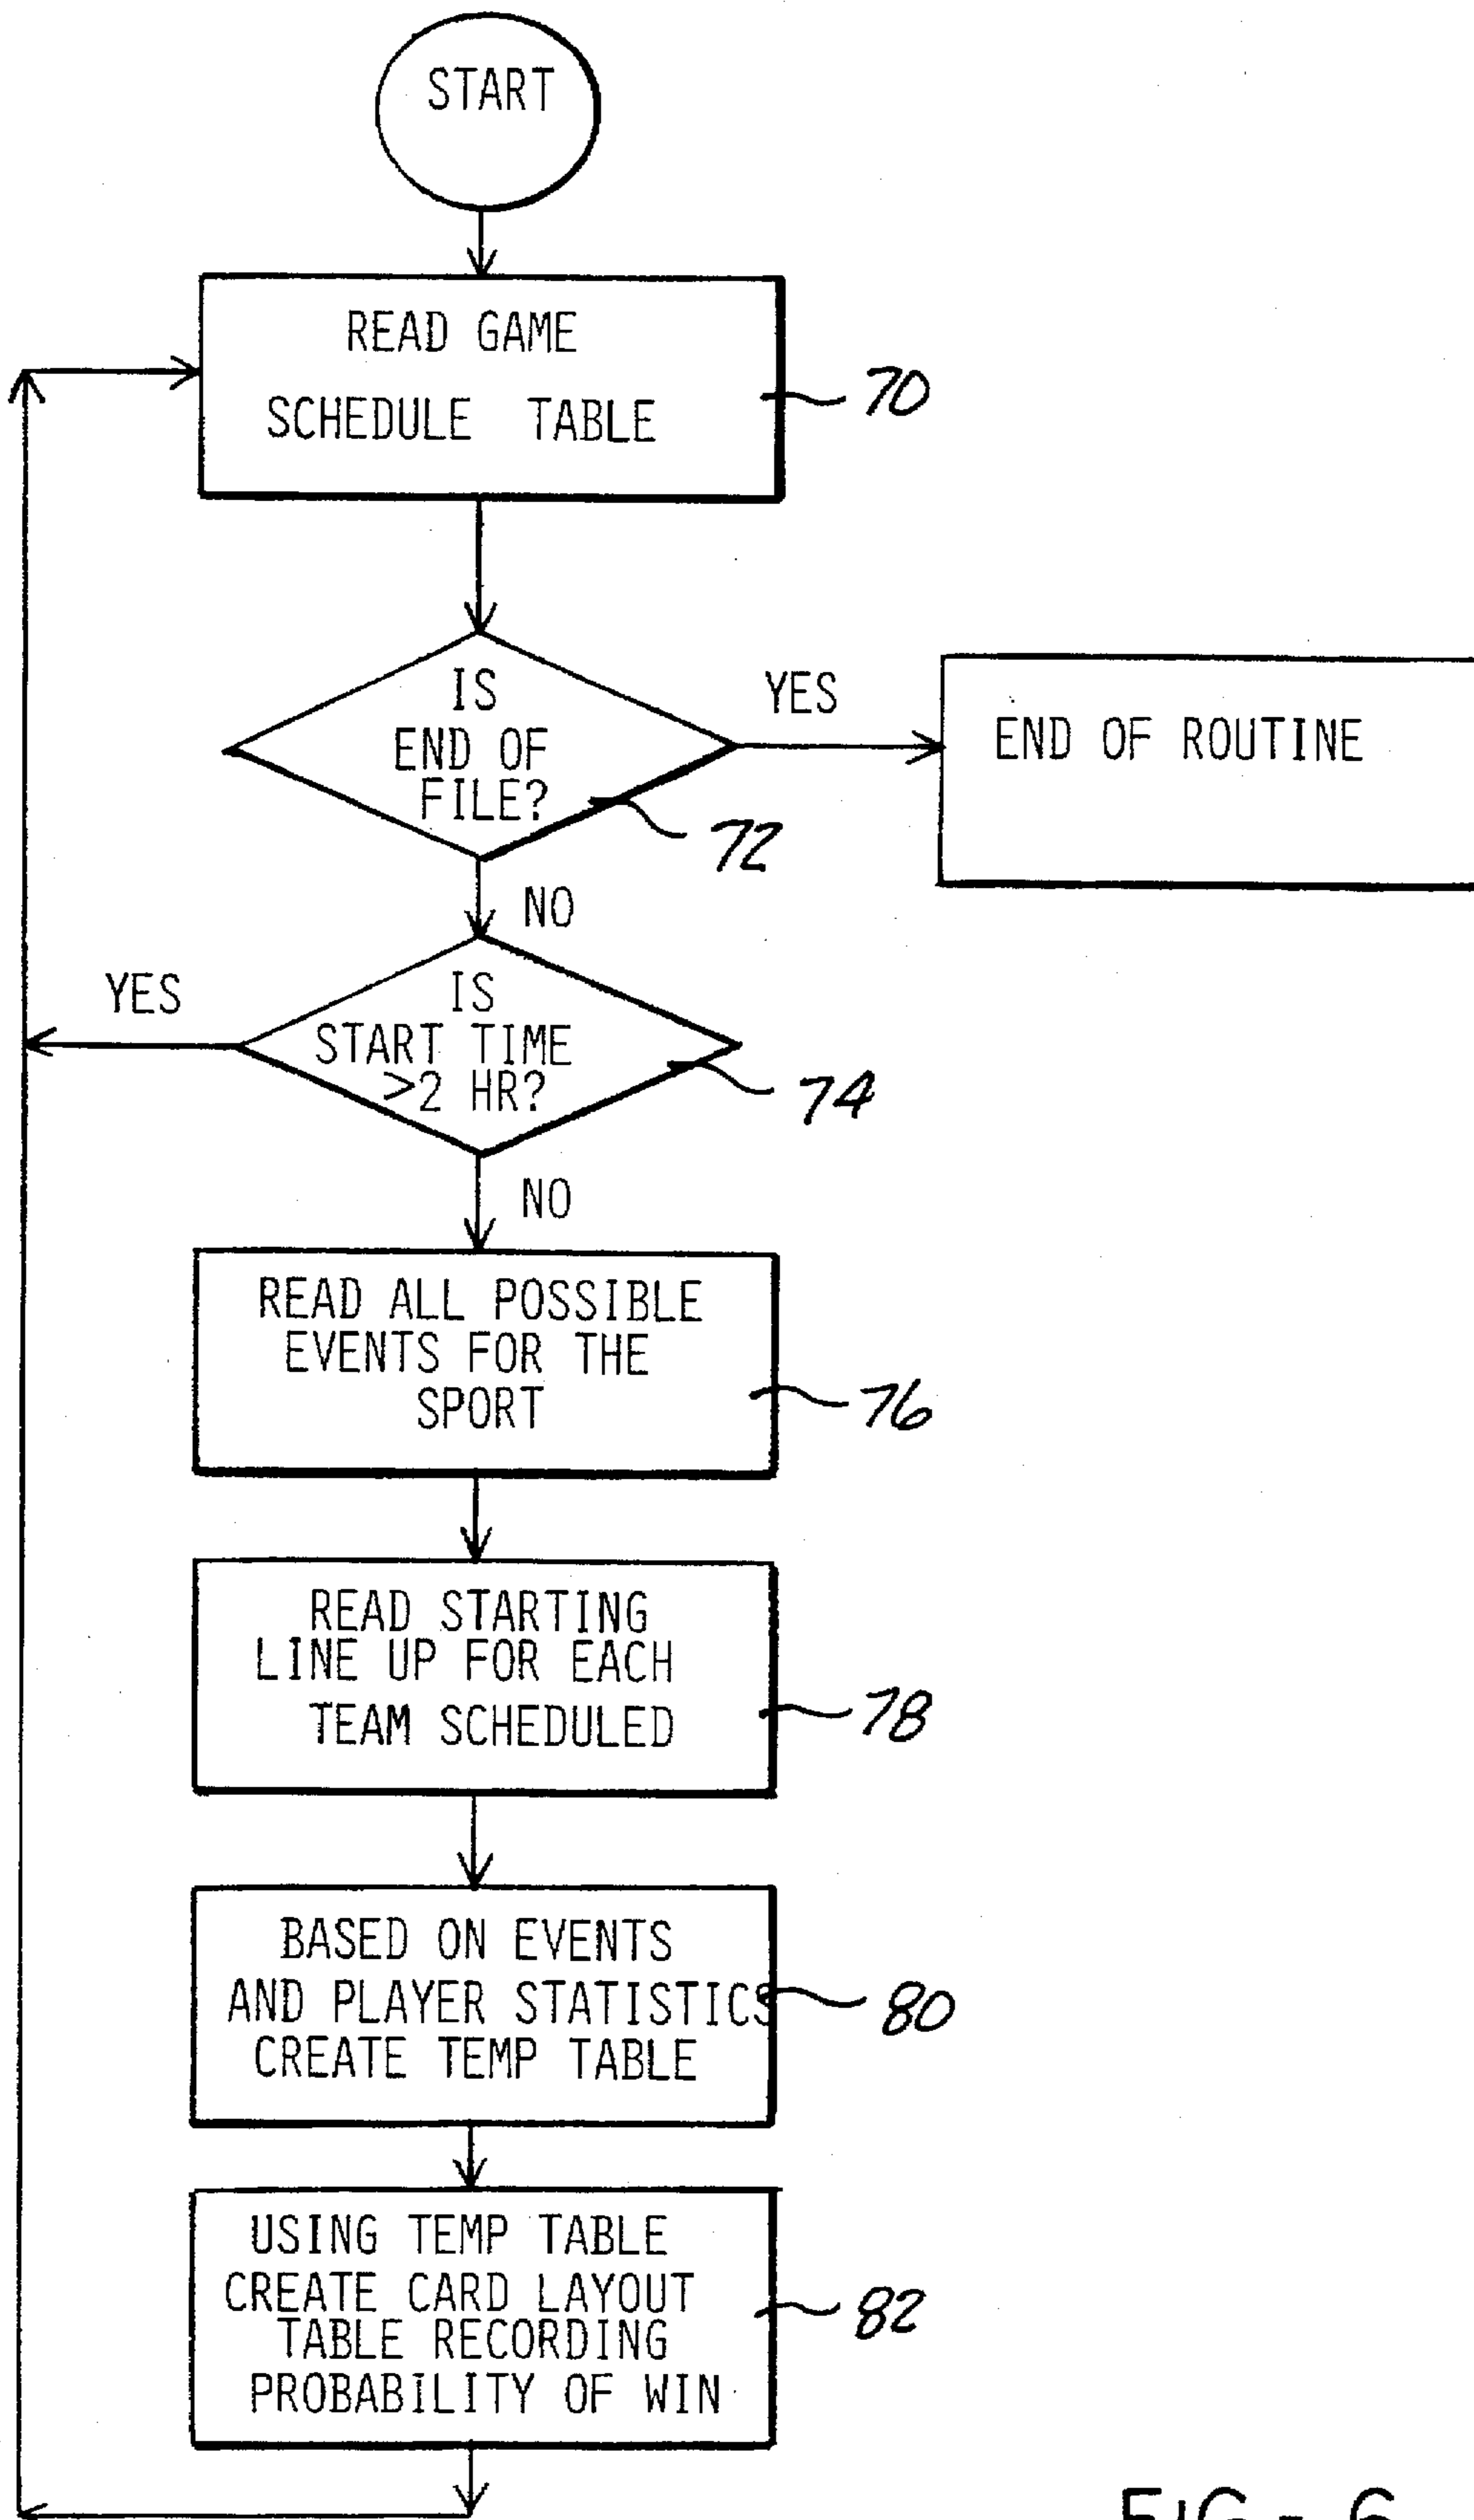 START
READ GAME
SCHEDULE TABLE
70
IS
END OF
FILE?
YES
END OF ROUTINE
72
NO
YES
IS
START TIME
>2 HR?
74
NO
READ ALL POSSIBLE
EVENTS FOR THE
SPORT
76
READ STARTING
LINE UP FOR EACH
TEAM SCHEDULED
78
BASED ON EVENTS
AND PLAYER STATISTICS
CREATE TEMP TABLE
80
USING TEMP TABLE
CREATE CARD LAYOUT
TABLE RECORDING
PROBABILITY OF WIN
82
FIG - 6